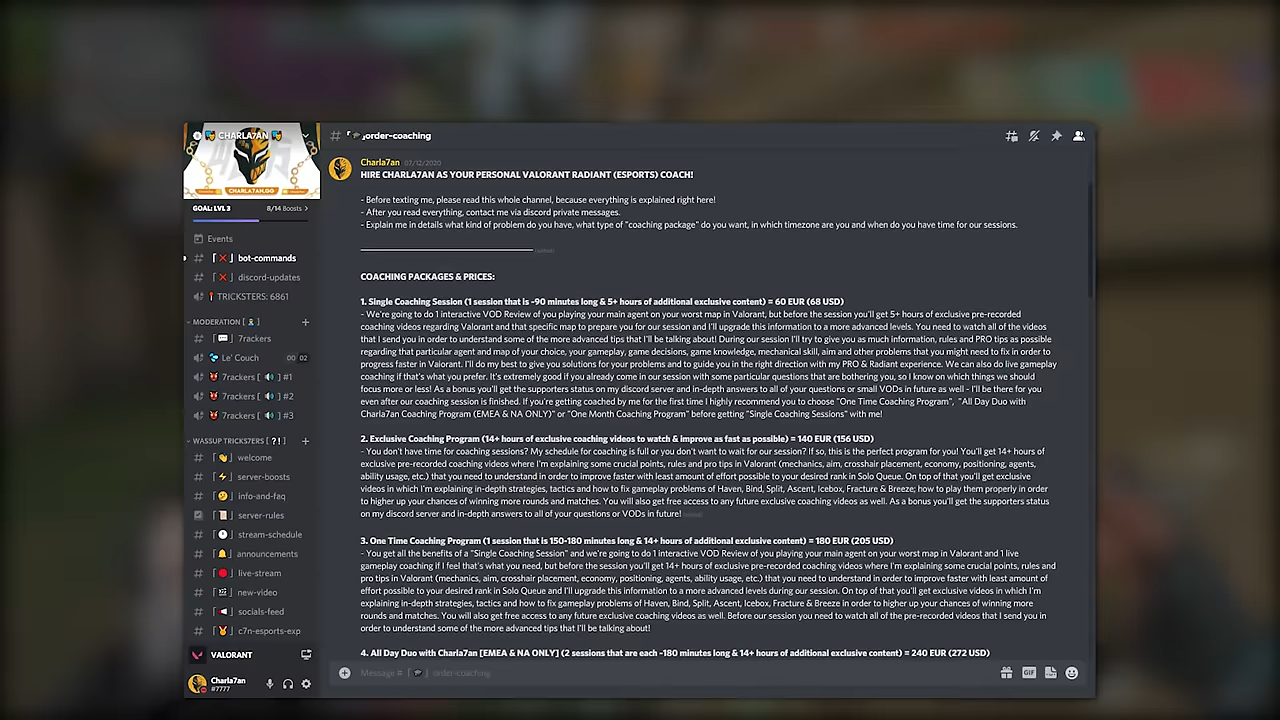 CHARLA7AN
CHARLA7AN.GG
GOAL: LVL 3 8/14 Boosts >
Events
# [ ❌ ] bot-commands
# [ ❌ ] discord-updates
TRICKSTERS: 6861
MODERATION [ ] +
# [ 💬 ] 7rackers
Le' Couch 00 02
7rackers [ 🔊 ] #1
7rackers [ 🔊 ] #2
7rackers [ 🔊 ] #3
WASSUP TRICKS7ERS [ ?! ] +
# [ 👋 ] welcome
# [ ⚡ ] server-boosts
# [ 🤔 ] info-and-faq
[ 📜 ] server-rules
# [ 🕐 ] stream-schedule
# [ 🔔 ] announcements
# [ 🔴 ] live-stream
# [ 🎬 ] new-video
# [ 📢 ] socials-feed
# [ 🏅 ] c7n-esports-exp
VALORANT
Charla7an
#7777
# 「🎓」order-coaching
Charla7an 07/12/2020
HIRE CHARLA7AN AS YOUR PERSONAL VALORANT RADIANT (ESPORTS) COACH!
- Before texting me, please read this whole channel, because everything is explained right here!
- After you read everything, contact me via discord private messages.
- Explain me in details what kind of problem do you have, what type of "coaching package" do you want, in which timezone are you and when do you have time for our sessions.
COACHING PACKAGES & PRICES:
1. Single Coaching Session (1 session that is ~90 minutes long & 5+ hours of additional exclusive content) = 60 EUR (68 USD)
- We're going to do 1 interactive VOD Review of you playing your main agent on your worst map in Valorant, but before the session you'll get 5+ hours of exclusive pre-recorded
coaching videos regarding Valorant and that specific map to prepare you for our session and I'll upgrade this information to a more advanced levels. You need to watch all of the videos
that I send you in order to understand some of the more advanced tips that I'll be talking about! During our session I'll try to give you as much information, rules and PRO tips as possible
regarding that particular agent and map of your choice, your gameplay, game decisions, game knowledge, mechanical skill, aim and other problems that you might need to fix in order to
progress faster in Valorant. I'll do my best to give you solutions for your problems and to guide you in the right direction with my PRO & Radiant experience. We can also do live gameplay
coaching if that's what you prefer. It's extremely good if you already come in our session with some particular questions that are bothering you, so I know on which things we should
focus more or less! As a bonus you'll get the supporters status on my discord server and in-depth answers to all of your questions or small VODs in future as well - I'll be there for you
even after our coaching session is finished. If you're getting coached by me for the first time I highly recommend you to choose "One Time Coaching Program", "All Day Duo with
Charla7an Coaching Program (EMEA & NA ONLY)" or "One Month Coaching Program" before getting "Single Coaching Sessions" with me!
2. Exclusive Coaching Program (14+ hours of exclusive coaching videos to watch & improve as fast as possible) = 140 EUR (156 USD)
- You don't have time for coaching sessions? My schedule for coaching is full or you don't want to wait for our session? If so, this is the perfect program for you! You'll get 14+ hours of
exclusive pre-recorded coaching videos where I'm explaining some crucial points, rules and pro tips in Valorant (mechanics, aim, crosshair placement, economy, positioning, agents,
ability usage, etc.) that you need to understand in order to improve faster with least amount of effort possible to your desired rank in Solo Queue. On top of that you'll get exclusive
videos in which I'm explaining in-depth strategies, tactics and how to fix gameplay problems of Haven, Bind, Split, Ascent, Icebox, Fracture & Breeze; how to play them properly in order
to higher up your chances of winning more rounds and matches. You will also get free access to any future exclusive coaching videos as well. As a bonus you'll get the supporters status
on my discord server and in-depth answers to all of your questions or VODs in future!
3. One Time Coaching Program (1 session that is 150-180 minutes long & 14+ hours of additional exclusive content) = 180 EUR (205 USD)
- You get all the benefits of a "Single Coaching Session" and we're going to do 1 interactive VOD Review of you playing your main agent on your worst map in Valorant and 1 live
gameplay coaching if I feel that's what you need, but before the session you'll get 14+ hours of exclusive pre-recorded coaching videos where I'm explaining some crucial points, rules and
pro tips in Valorant (mechanics, aim, crosshair placement, economy, positioning, agents, ability usage, etc.) that you need to understand in order to improve faster with least amount of
effort possible to your desired rank in Solo Queue and I'll upgrade this information to a more advanced levels during our session. On top of that you'll get exclusive videos in which I'm
explaining in-depth strategies, tactics and how to fix gameplay problems of Haven, Bind, Split, Ascent, Icebox, Fracture & Breeze in order to higher up your chances of winning more
rounds and matches. You will also get free access to any future exclusive coaching videos as well. Before our session you need to watch all of the pre-recorded videos that I send you in
order to understand some of the more advanced tips that I'll be talking about!
4. All Day Duo with Charla7an [EMEA & NA ONLY] (2 sessions that are each ~180 minutes long & 14+ hours of additional exclusive content) = 240 EUR (272 USD)
Message #「🎓」order-coaching
GIF